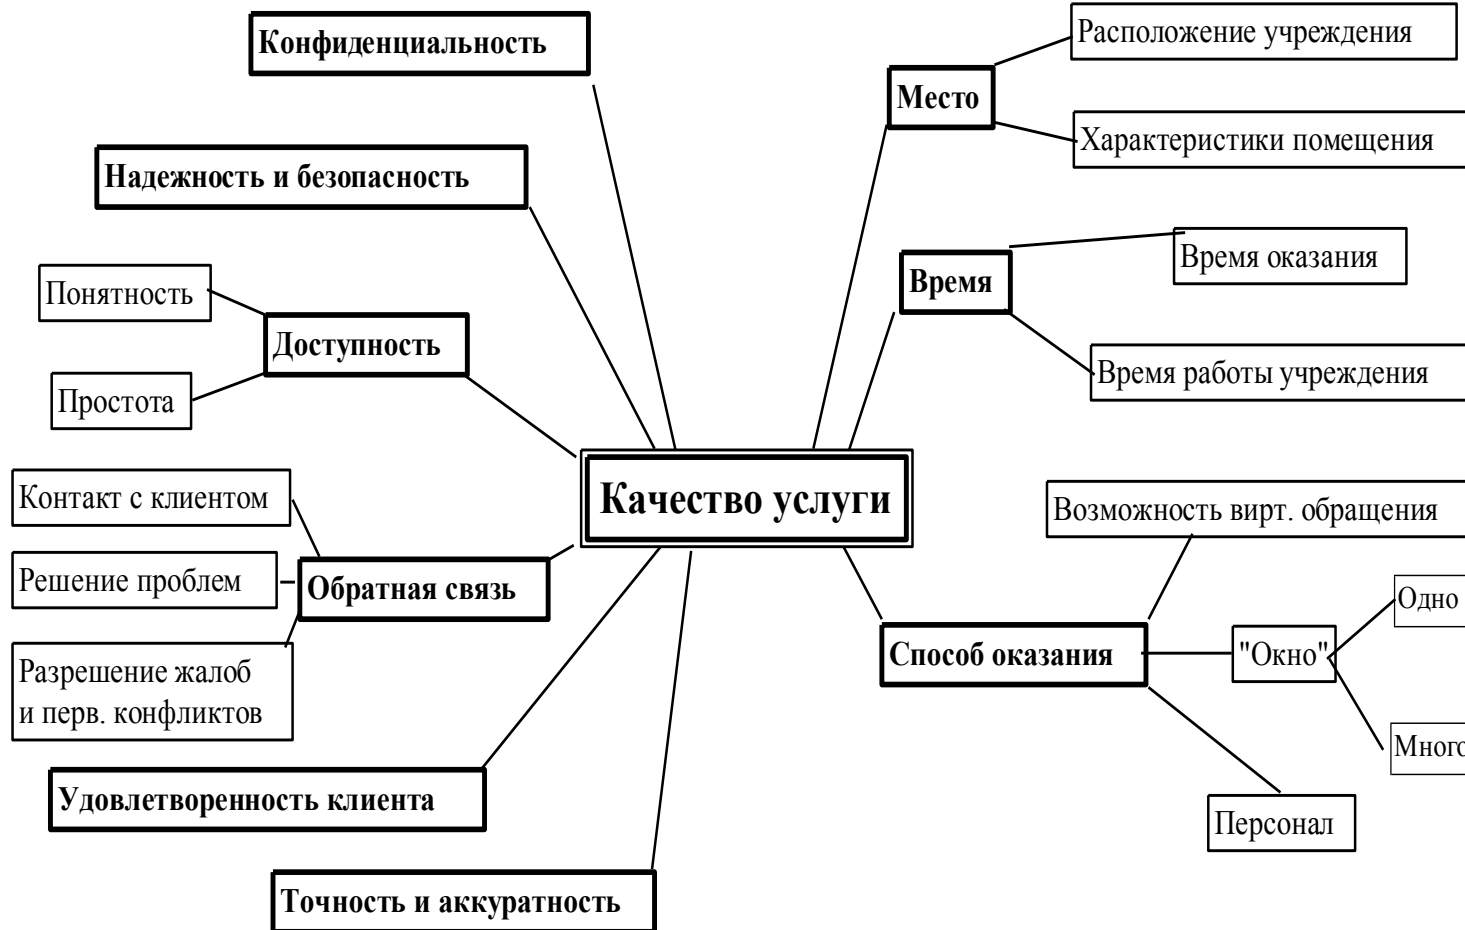 Конфиденциальность
Расположение учреждения
Место
Характеристики помещения
Надежность и безопасность
Время оказания
Время
Понятность
Доступность
Время работы учреждения
Простота
Контакт с клиентом
Качество услуги
Возможность вирт. обращения
Решение проблем
Обратная связь
Одно
Способ оказания
"Окно"
Разрешение жалоб
и перв. конфликтов
Много
Удовлетворенность клиента
Персонал
Точность и аккуратность